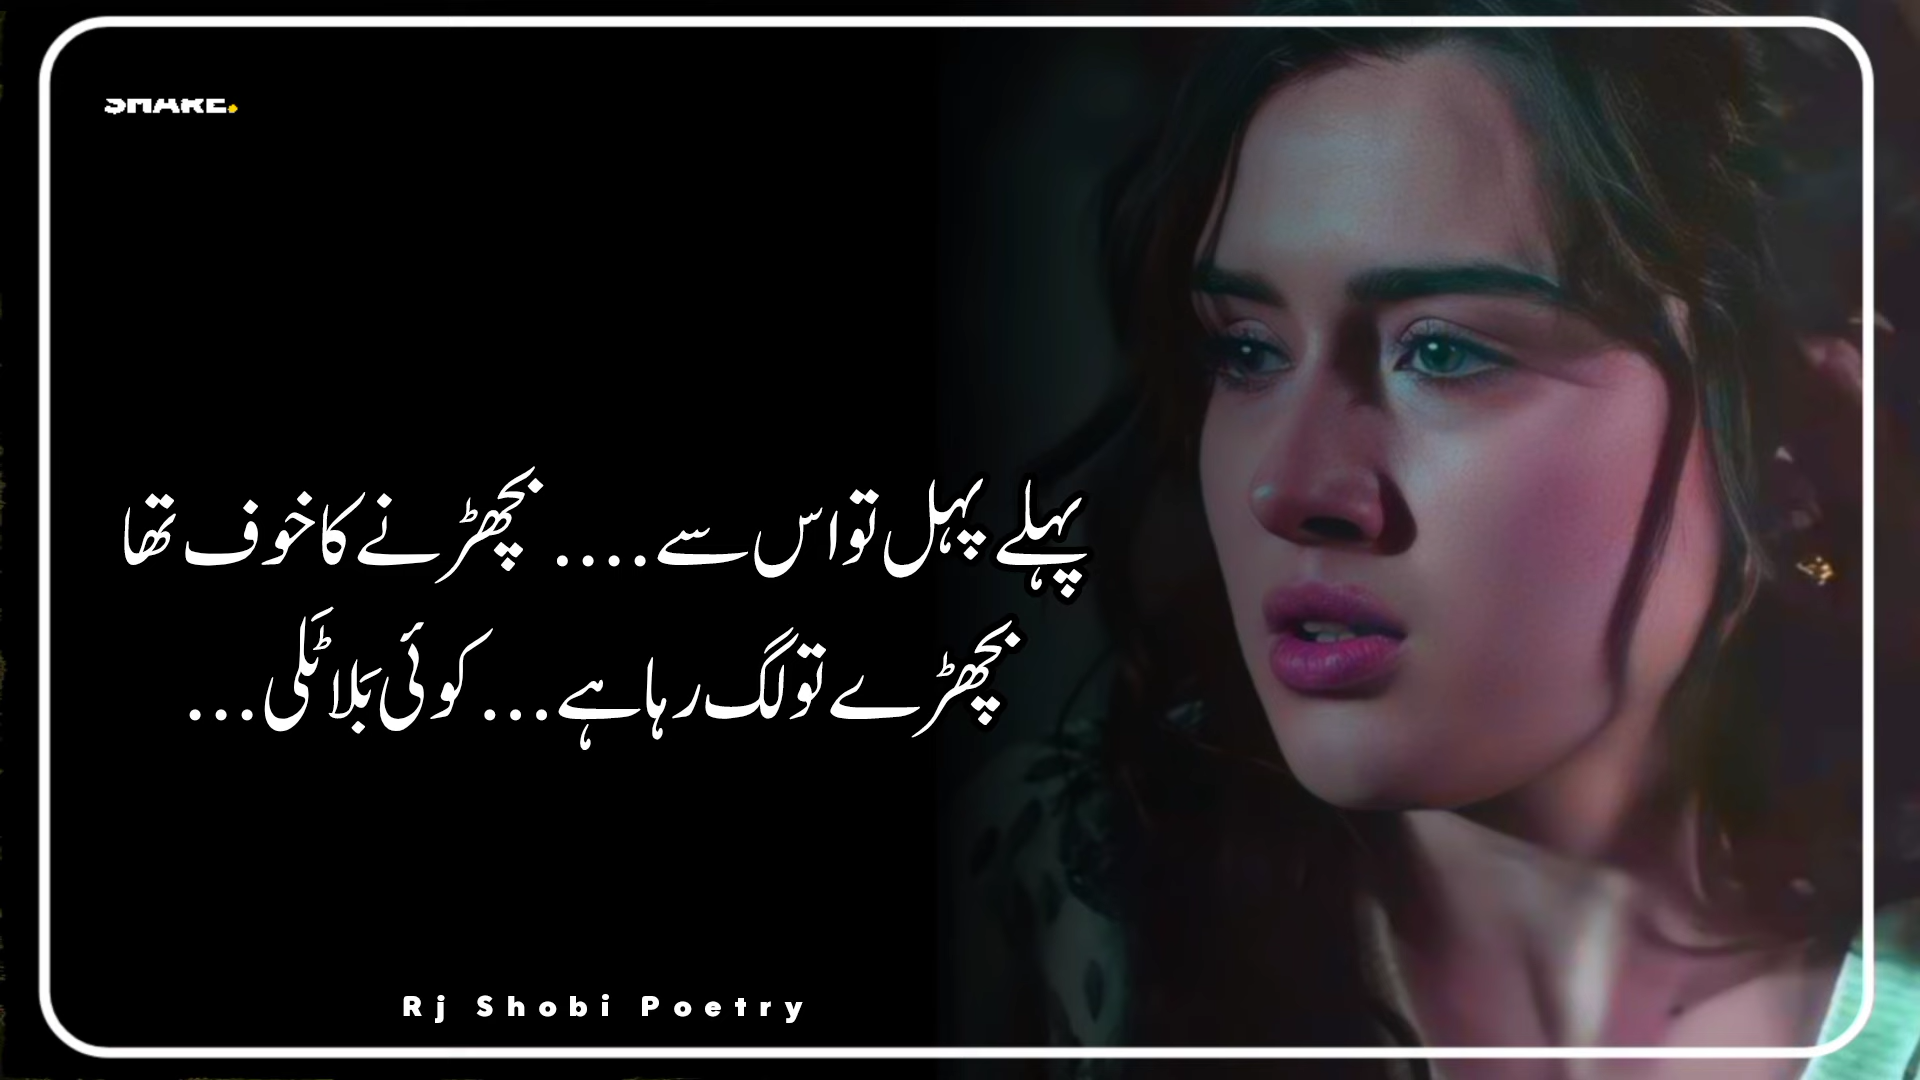 SHARE.
پہلے پہل تو اس سے .... بچھڑنے کا خوف تھا
بچھڑے تو لگ رہا ہے ... کوئی بَلا ٹَلی ...
Rj Shobi Poetry